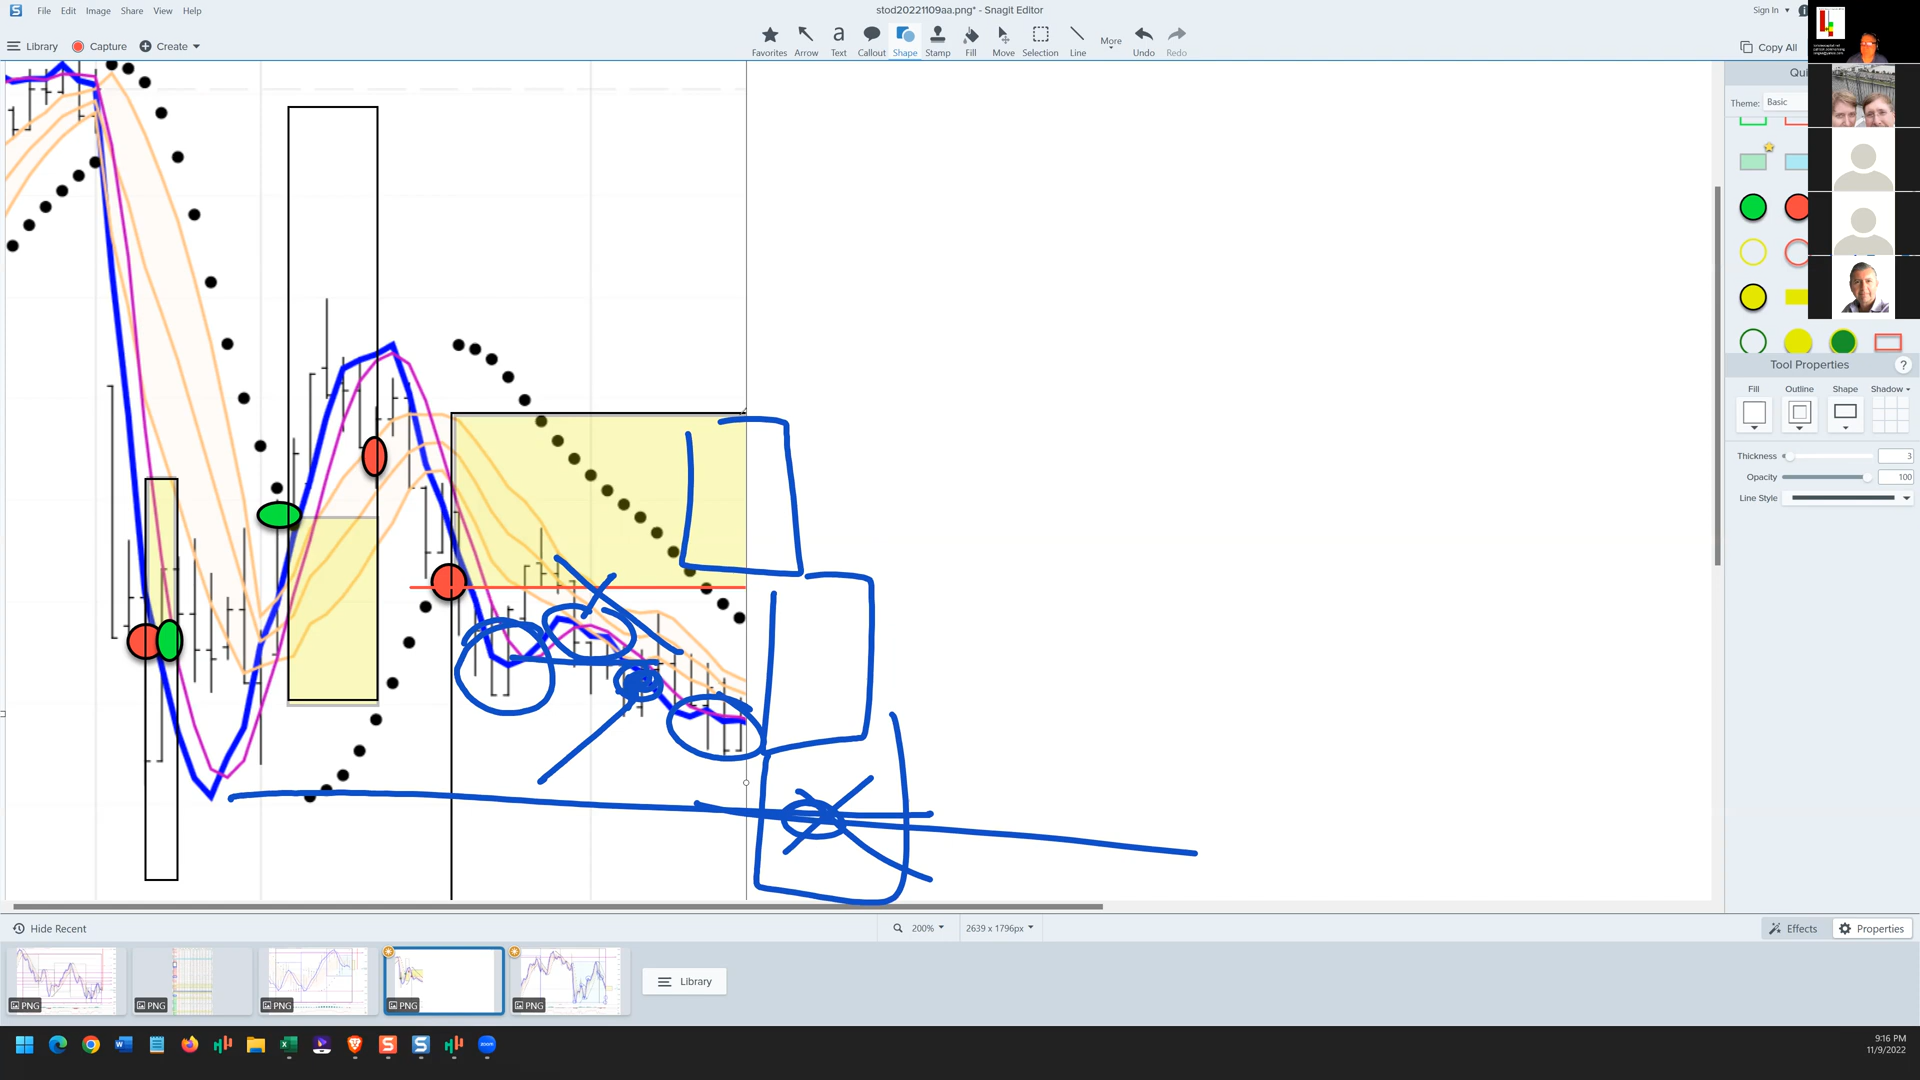 File Edit Image Share View Help
stod20221109aa.png* - Snagit Editor
Sign In
Library Capture Create
Favorites Arrow Text Callout Shape Stamp Fill Move Selection Line More Undo Redo
Copy All
Theme: Basic
Tool Properties ?
Fill Outline Shape Shadow
Thickness 3
Opacity 100
Line Style
Hide Recent
200%
2639 x 1796px
Effects Properties
PNG PNG PNG PNG PNG
Library
9:16 PM
11/9/2022